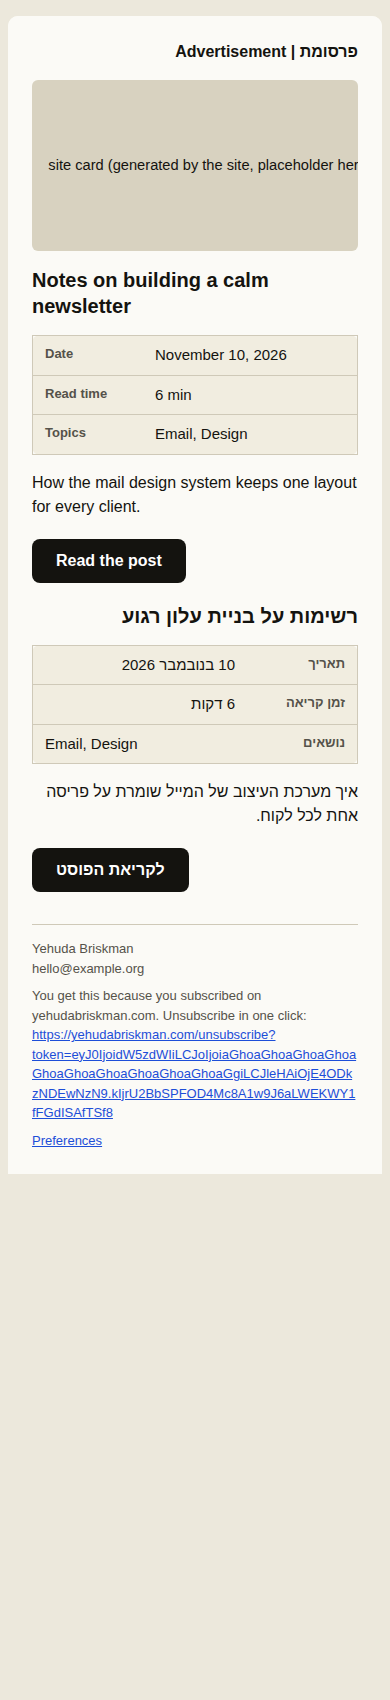 פרסומת | Advertisement
site card (generated by the site, placeholder her
Notes on building a calm
newsletter
Date November 10, 2026
Read time 6 min
Topics Email, Design
How the mail design system keeps one layout
for every client.
Read the post
רשימות על בניית עלון רגוע
תאריך 10 בנובמבר 2026
זמן קריאה 6 דקות
נושאים Email, Design
איך מערכת העיצוב של המייל שומרת על פריסה
אחת לכל לקוח.
לקריאת הפוסט
Yehuda Briskman
hello@example.org
You get this because you subscribed on
yehudabriskman.com. Unsubscribe in one click:
https://yehudabriskman.com/unsubscribe?
token=eyJ0IjoidW5zdWIiLCJoIjoiaGhoaGhoaGhoaGhoa
GhoaGhoaGhoaGhoaGhoaGhoaGgiLCJleHAiOjE4ODk
zNDEwNzN9.kIjrU2BbSPFOD4Mc8A1w9J6aLWEKWY1
fFGdISAfTSf8
Preferences